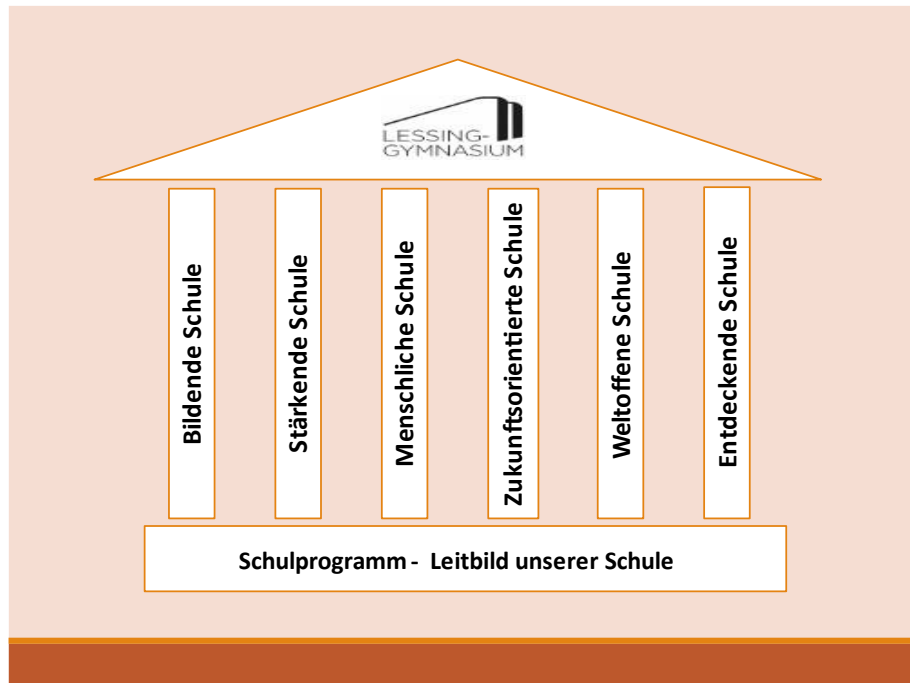 LESSING-
GYMNASIUM
Bildende Schule
Stärkende Schule
Menschliche Schule
Zukunftsorientierte Schule
Weltoffene Schule
Entdeckende Schule
Schulprogramm - Leitbild unserer Schule